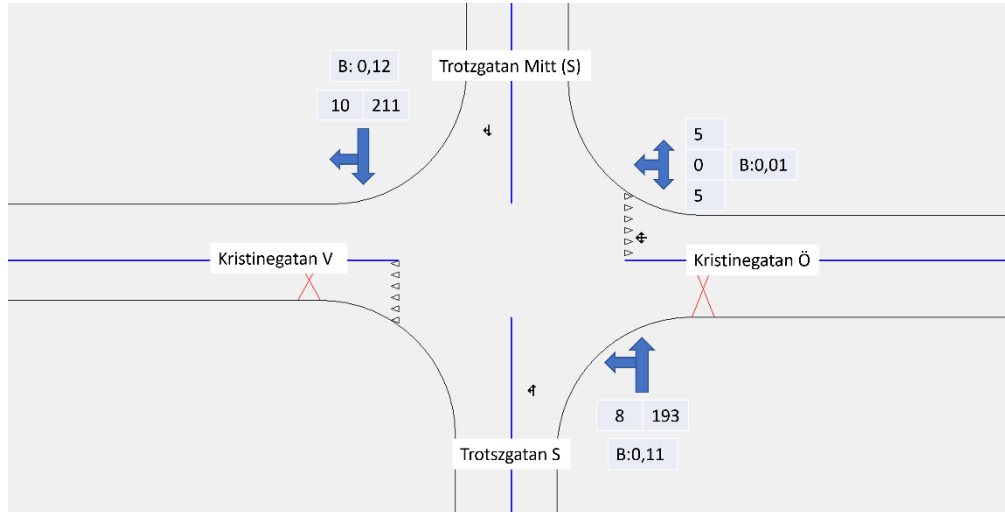 B: 0,12
Trotzgatan Mitt (S)
10 211
5
0 B:0,01
5
Kristinegatan V
Kristinegatan Ö
8 193
Trotszgatan S
B:0,11